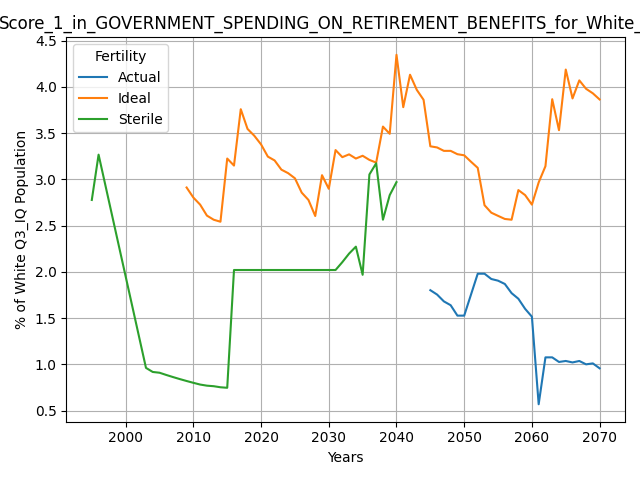 Score_1_in_GOVERNMENT_SPENDING_ON_RETIREMENT_BENEFITS_for_White_
Fertility
Actual
Ideal
Sterile
% of White Q3_IQ Population
4.5
4.0
3.5
3.0
2.5
2.0
1.5
1.0
0.5
2000 2010 2020 2030 2040 2050 2060 2070
Years